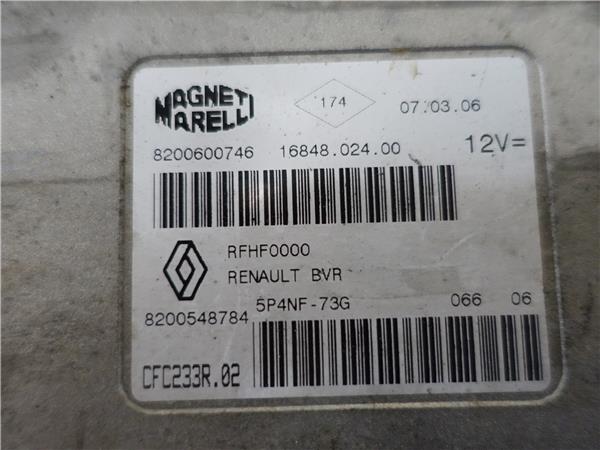 MAGNETI MARELLI
174
07.03.06
8200600746 16848.024.00 12V=
RFHF0000
RENAULT BVR
8200548784 5P4NF-73G 066 06
CFC233R.02